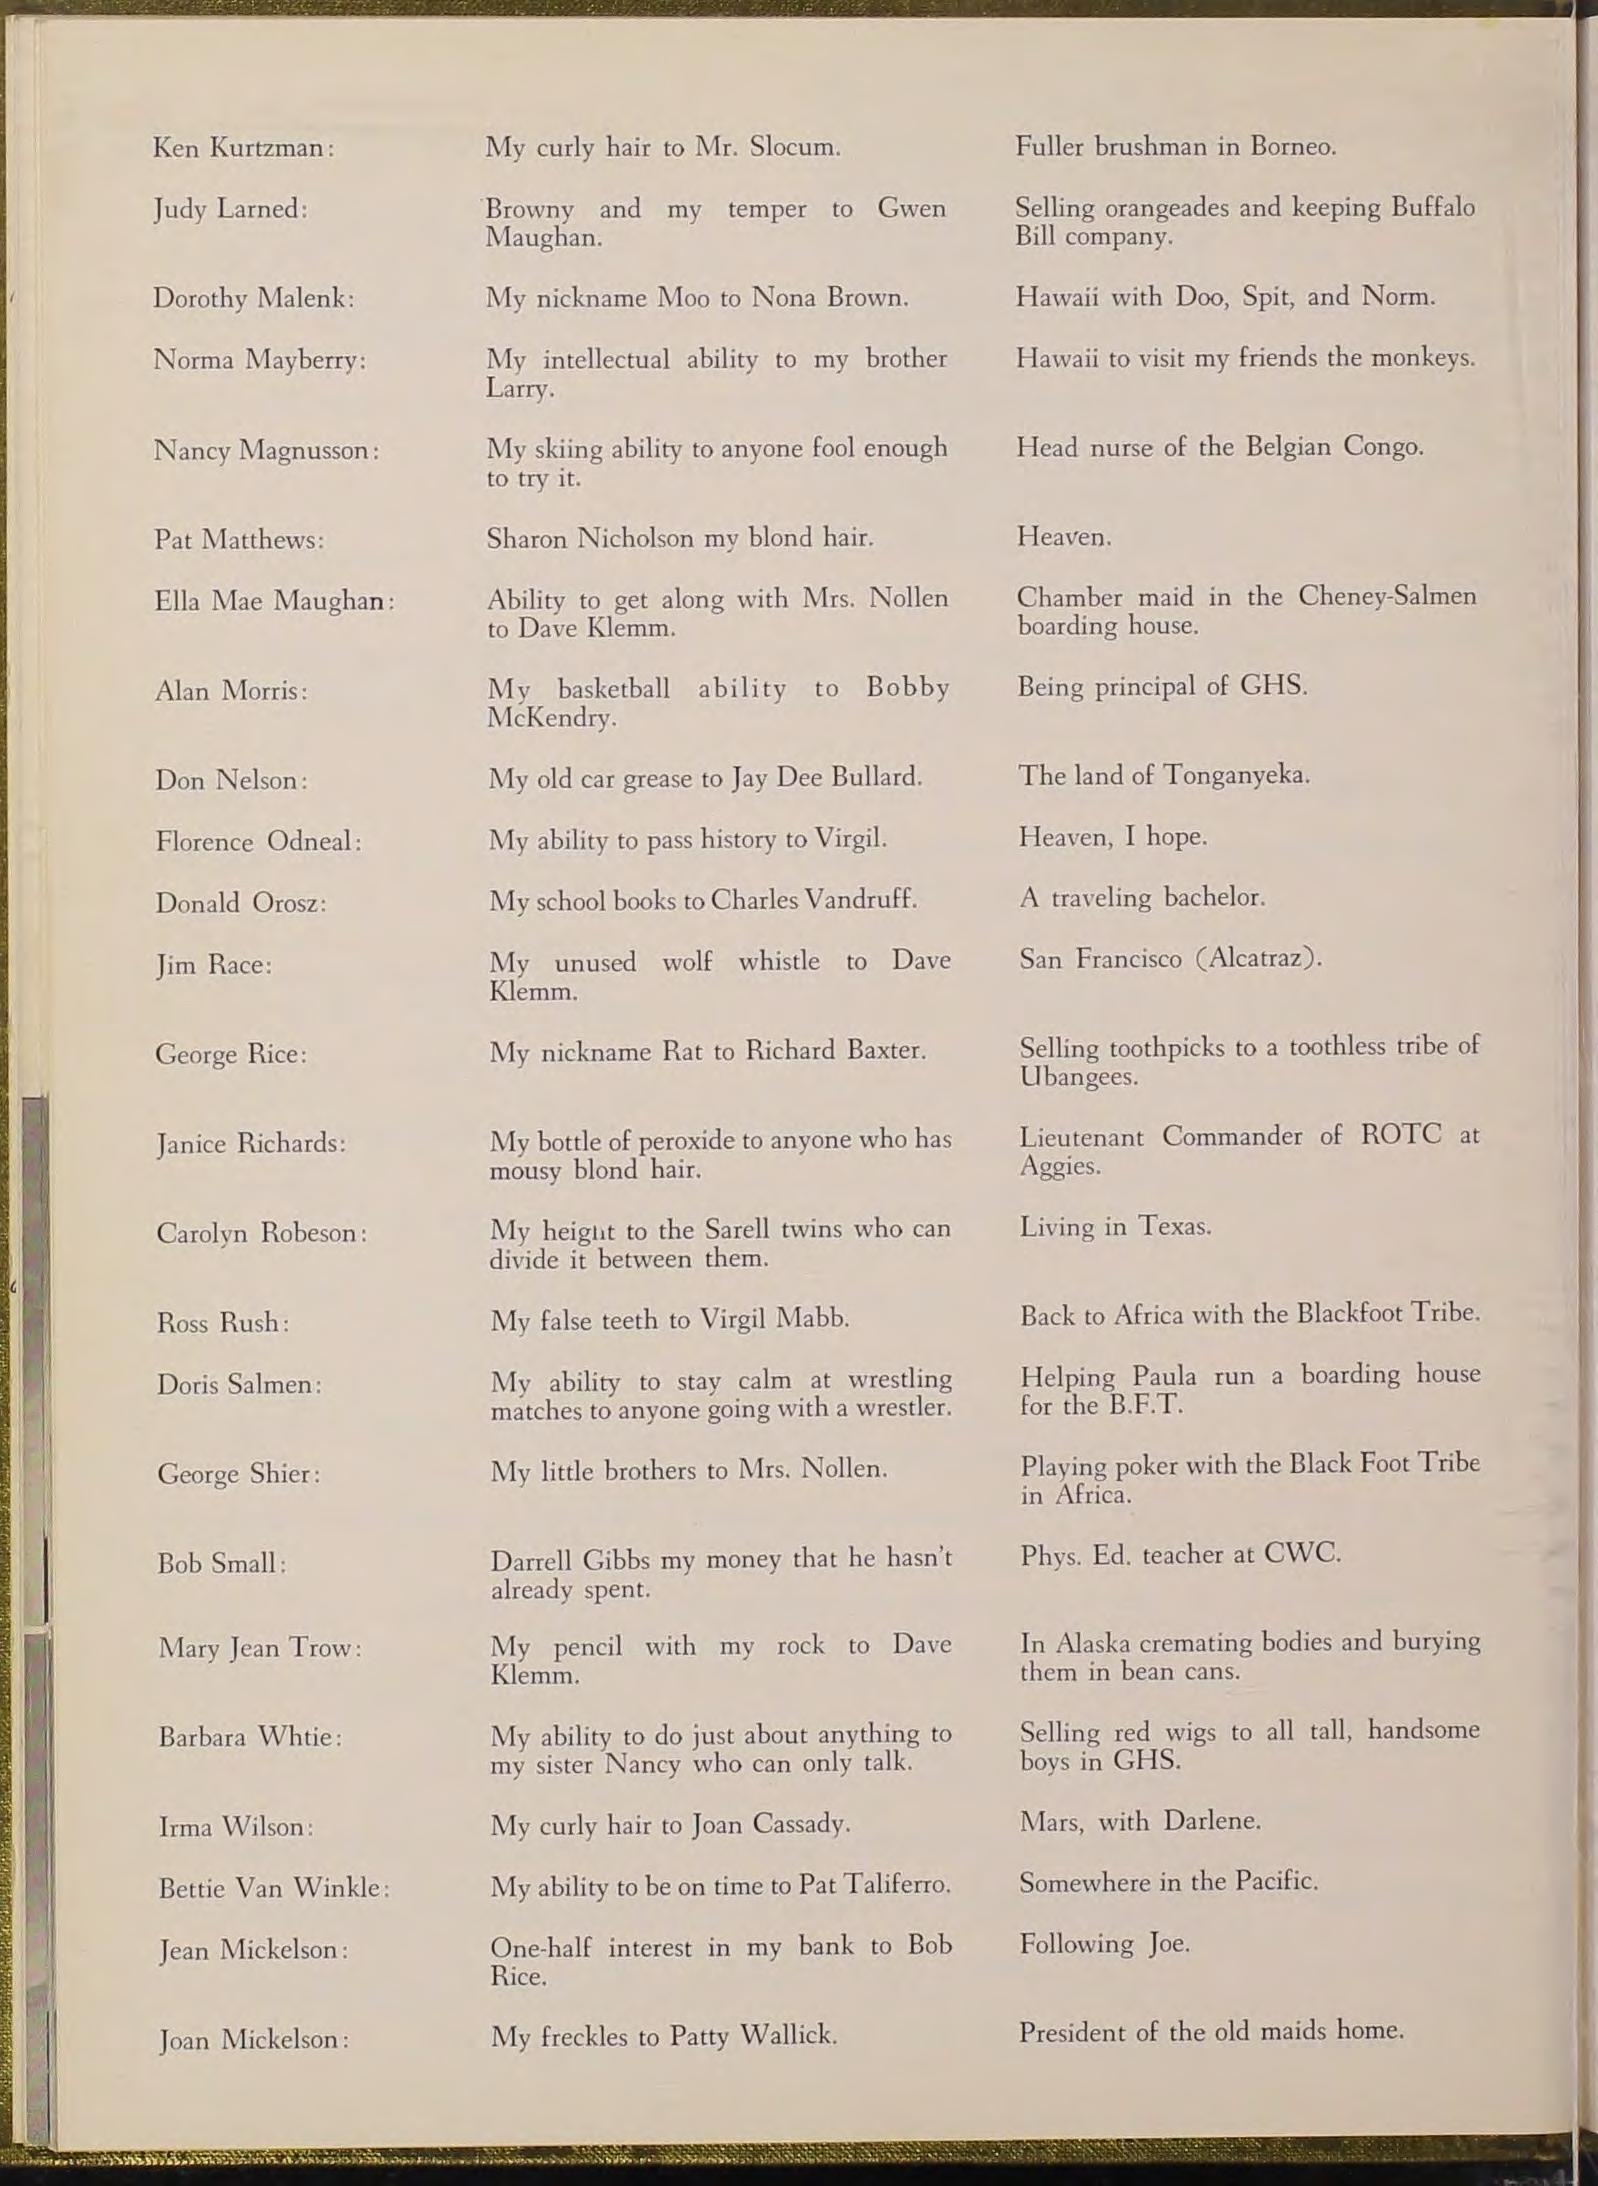 Ken Kurtzman: My curly hair to Mr. Slocum. Fuller brushman in Borneo.
Judy Larned: Browny and my temper to Gwen Selling orangeades and keeping Buffalo
Maughan. Bill company.
Dorothy Malenk: My nickname Moo to Nona Brown. Hawaii with Doo, Spit, and Norm.
Norma Mayberry: My intellectual ability to my brother Hawaii to visit my friends the monkeys.
Larry.
Nancy Magnusson: My skiing ability to anyone fool enough Head nurse of the Belgian Congo.
to try it.
Pat Matthews: Sharon Nicholson my blond hair. Heaven.
Ella Mae Maughan: Ability to get along with Mrs. Nollen Chamber maid in the Cheney-Salmen
to Dave Klemm. boarding house.
Alan Morris: My basketball ability to Bobby Being principal of GHS.
McKendry.
Don Nelson: My old car grease to Jay Dee Bullard. The land of Tonganyeka.
Florence Odneal: My ability to pass history to Virgil. Heaven, I hope.
Donald Orosz: My school books to Charles Vandruff. A traveling bachelor.
Jim Race: My unused wolf whistle to Dave San Francisco (Alcatraz).
Klemm.
George Rice: My nickname Rat to Richard Baxter. Selling toothpicks to a toothless tribe of
Ubangees.
Janice Richards: My bottle of peroxide to anyone who has Lieutenant Commander of ROTC at
mousy blond hair. Aggies.
Carolyn Robeson: My height to the Sarell twins who can Living in Texas.
divide it between them.
Ross Rush: My false teeth to Virgil Mabb. Back to Africa with the Blackfoot Tribe.
Doris Salmen: My ability to stay calm at wrestling Helping Paula run a boarding house
matches to anyone going with a wrestler. for the B.F.T.
George Shier: My little brothers to Mrs. Nollen. Playing poker with the Black Foot Tribe
in Africa.
Bob Small: Darrell Gibbs my money that he hasn't Phys. Ed. teacher at CWC.
already spent.
Mary Jean Trow: My pencil with my rock to Dave In Alaska cremating bodies and burying
Klemm. them in bean cans.
Barbara Whtie: My ability to do just about anything to Selling red wigs to all tall, handsome
my sister Nancy who can only talk. boys in GHS.
Irma Wilson: My curly hair to Joan Cassady. Mars, with Darlene.
Bettie Van Winkle: My ability to be on time to Pat Taliferro. Somewhere in the Pacific.
Jean Mickelson: One-half interest in my bank to Bob Following Joe.
Rice.
Joan Mickelson: My freckles to Patty Wallick. President of the old maids home.